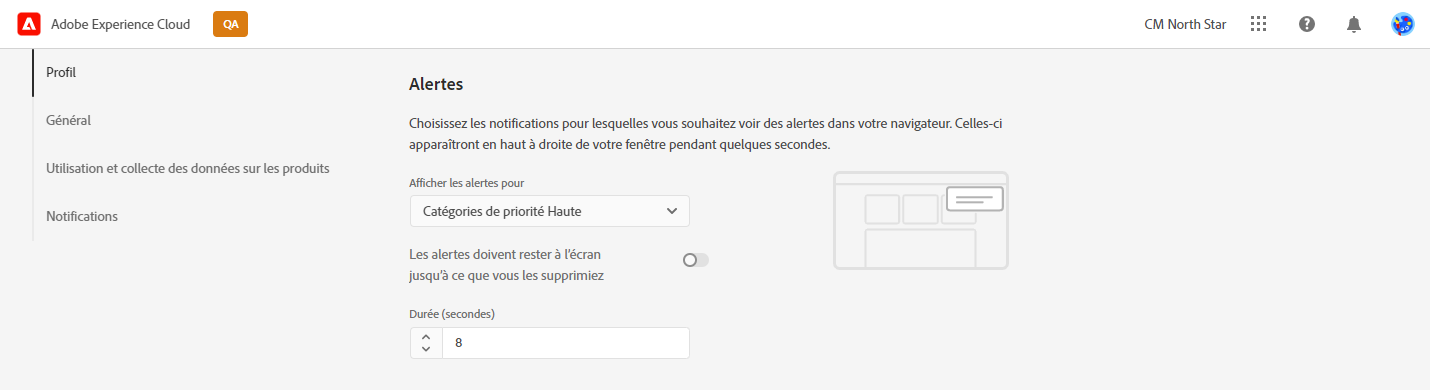 Adobe Experience Cloud
QA
CM North Star
Profil
Général
Utilisation et collecte des données sur les produits
Notifications
Alertes
Choisissez les notifications pour lesquelles vous souhaitez voir des alertes dans votre navigateur. Celles-ci
apparaîtront en haut à droite de votre fenêtre pendant quelques secondes.
Afficher les alertes pour
Catégories de priorité Haute
Les alertes doivent rester à l’écran
jusqu’à ce que vous les supprimiez
Durée (secondes)
8